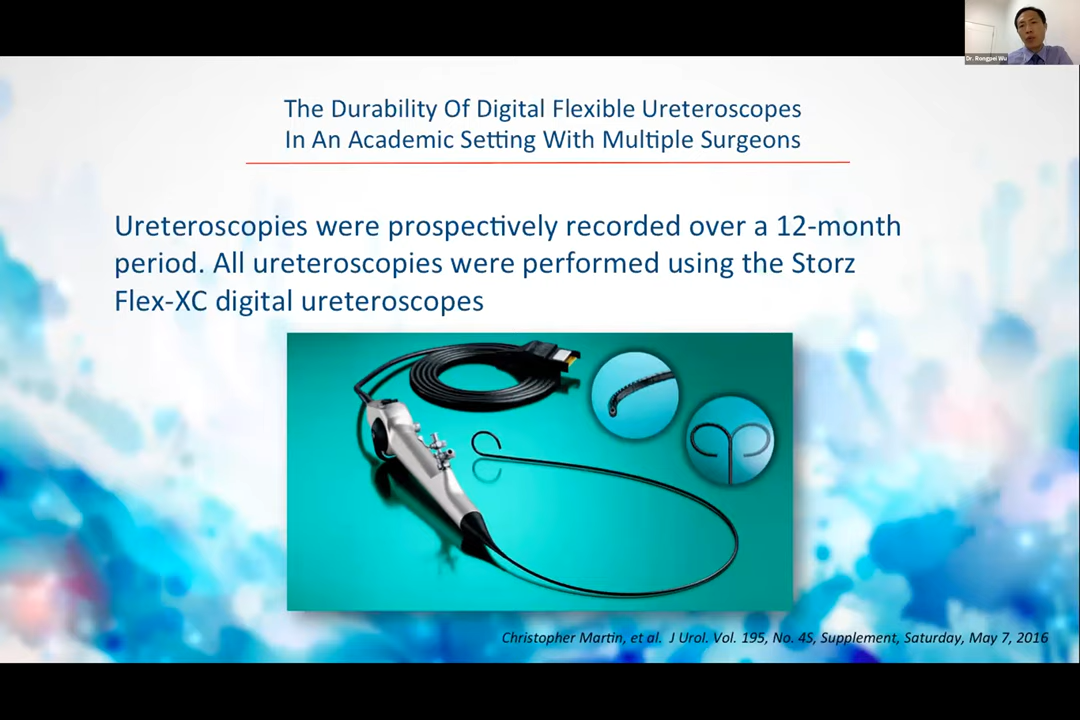 Dr. Rongpei Wu
The Durability Of Digital Flexible Ureteroscopes
In An Academic Setting With Multiple Surgeons
Ureteroscopies were prospectively recorded over a 12-month
period. All ureteroscopies were performed using the Storz
Flex-XC digital ureteroscopes
Christopher Martin, et al. J Urol. Vol. 195, No. 4S, Supplement, Saturday, May 7, 2016